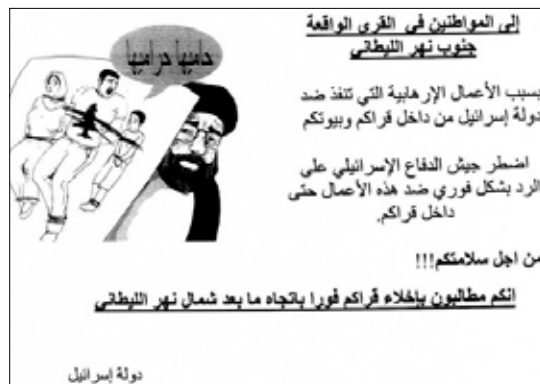 إلى المواطنين في القرى الواقعة
جنوب نهر الليطاني
حاميها حراميها
بسبب الأعمال الإرهابية التي تنفذ ضد
دولة إسرائيل من داخل قراكم وبيوتكم
اضطر جيش الدفاع الإسرائيلي على
الرد بشكل فوري ضد هذه الأعمال حتى
داخل قراكم.
من اجل سلامتكم!!!
انكم مطالبون بإخلاء قراكم فورا باتجاه ما بعد شمال نهر الليطاني
دولة إسرائيل